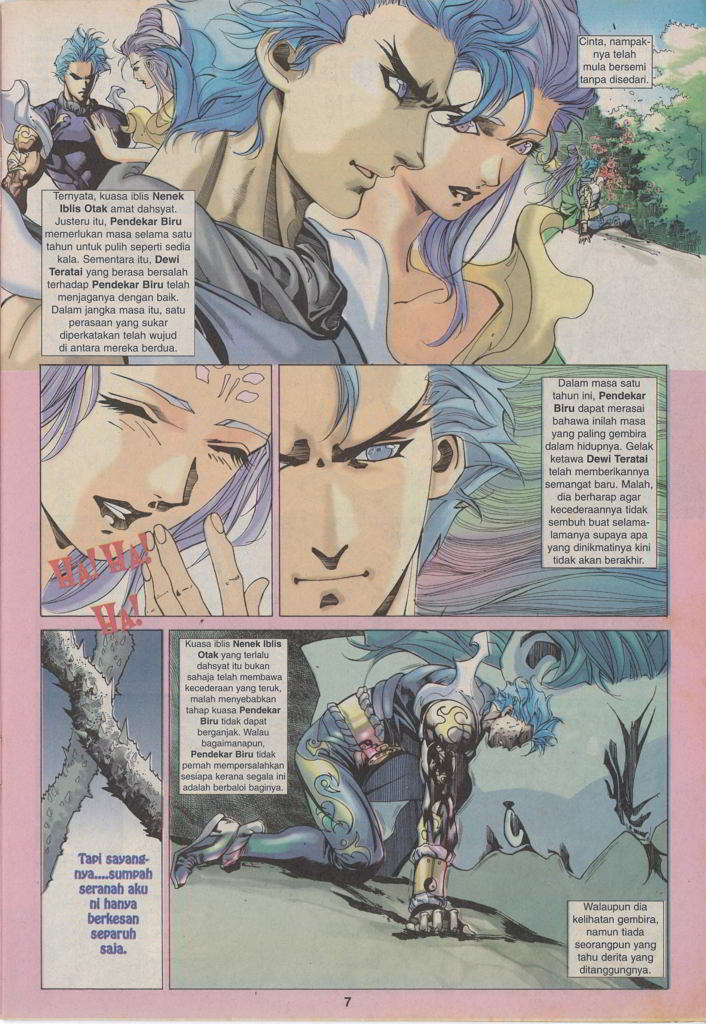 Cinta, nampak-
nya telah
mula bersemi
tanpa disedari.
Ternyata, kuasa iblis Nenek
Iblis Otak amat dahsyat.
Justeru itu, Pendekar Biru
memerlukan masa selama satu
tahun untuk pulih seperti sedia
kala. Sementara itu, Dewi
Teratai yang berasa bersalah
terhadap Pendekar Biru telah
menjaganya dengan baik.
Dalam jangka masa itu, satu
perasaan yang sukar
diperkatakan telah wujud
di antara mereka berdua.
HA! HA!
HA!
Dalam masa satu
tahun ini, Pendekar
Biru dapat merasai
bahawa inilah masa
yang paling gembira
dalam hidupnya. Gelak
ketawa Dewi Teratai
telah memberikannya
semangat baru. Malah,
dia berharap agar
kecederaannya tidak
sembuh buat selama-
lamanya supaya apa
yang dinikmatinya kini
tidak akan berakhir.
Tapi sayang-
nya....sumpah
seranah aku
ni hanya
berkesan
separuh
saja.
Kuasa iblis Nenek Iblis
Otak yang terlalu
dahsyat itu bukan
sahaja telah membawa
kecederaan yang teruk,
malah menyebabkan
tahap kuasa Pendekar
Biru tidak dapat
berganjak. Walau
bagaimanapun,
Pendekar Biru tidak
pernah mempersalahkan
sesiapa kerana segala ini
adalah berbaloi baginya.
Walaupun dia
kelihatan gembira,
namun tiada
seorangpun yang
tahu derita yang
ditanggungnya.
7